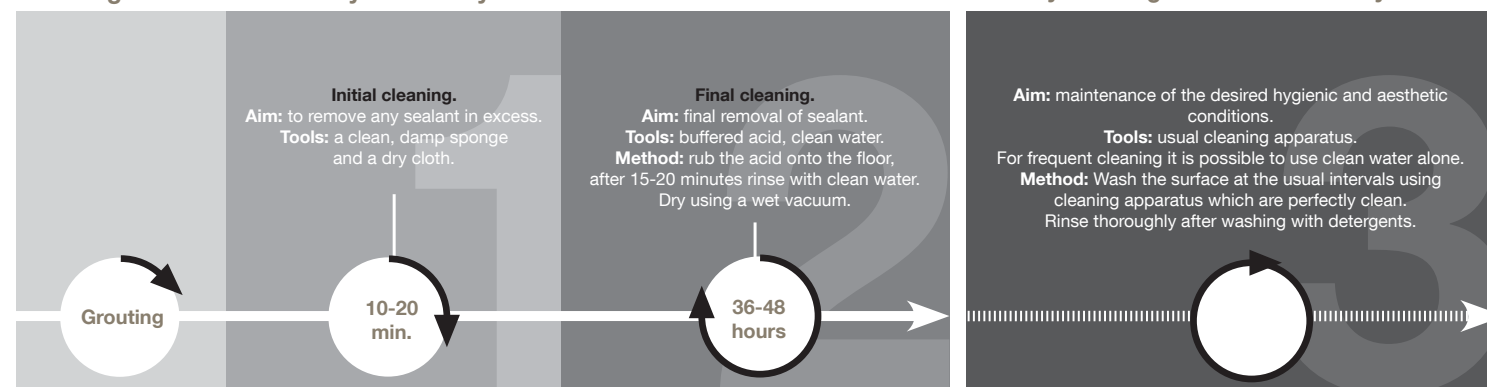 Initial cleaning.
Aim: to remove any sealant in excess.
Tools: a clean, damp sponge
and a dry cloth.
Final cleaning.
Aim: final removal of sealant.
Tools: buffered acid, clean water.
Method: rub the acid onto the floor,
after 15-20 minutes rinse with clean water.
Dry using a wet vacuum.
Aim: maintenance of the desired hygienic and aesthetic
conditions.
Tools: usual cleaning apparatus.
For frequent cleaning it is possible to use clean water alone.
Method: Wash the surface at the usual intervals using
cleaning apparatus which are perfectly clean.
Rinse thoroughly after washing with detergents.
1
2
3
Grouting
10-20
min.
36-48
hours